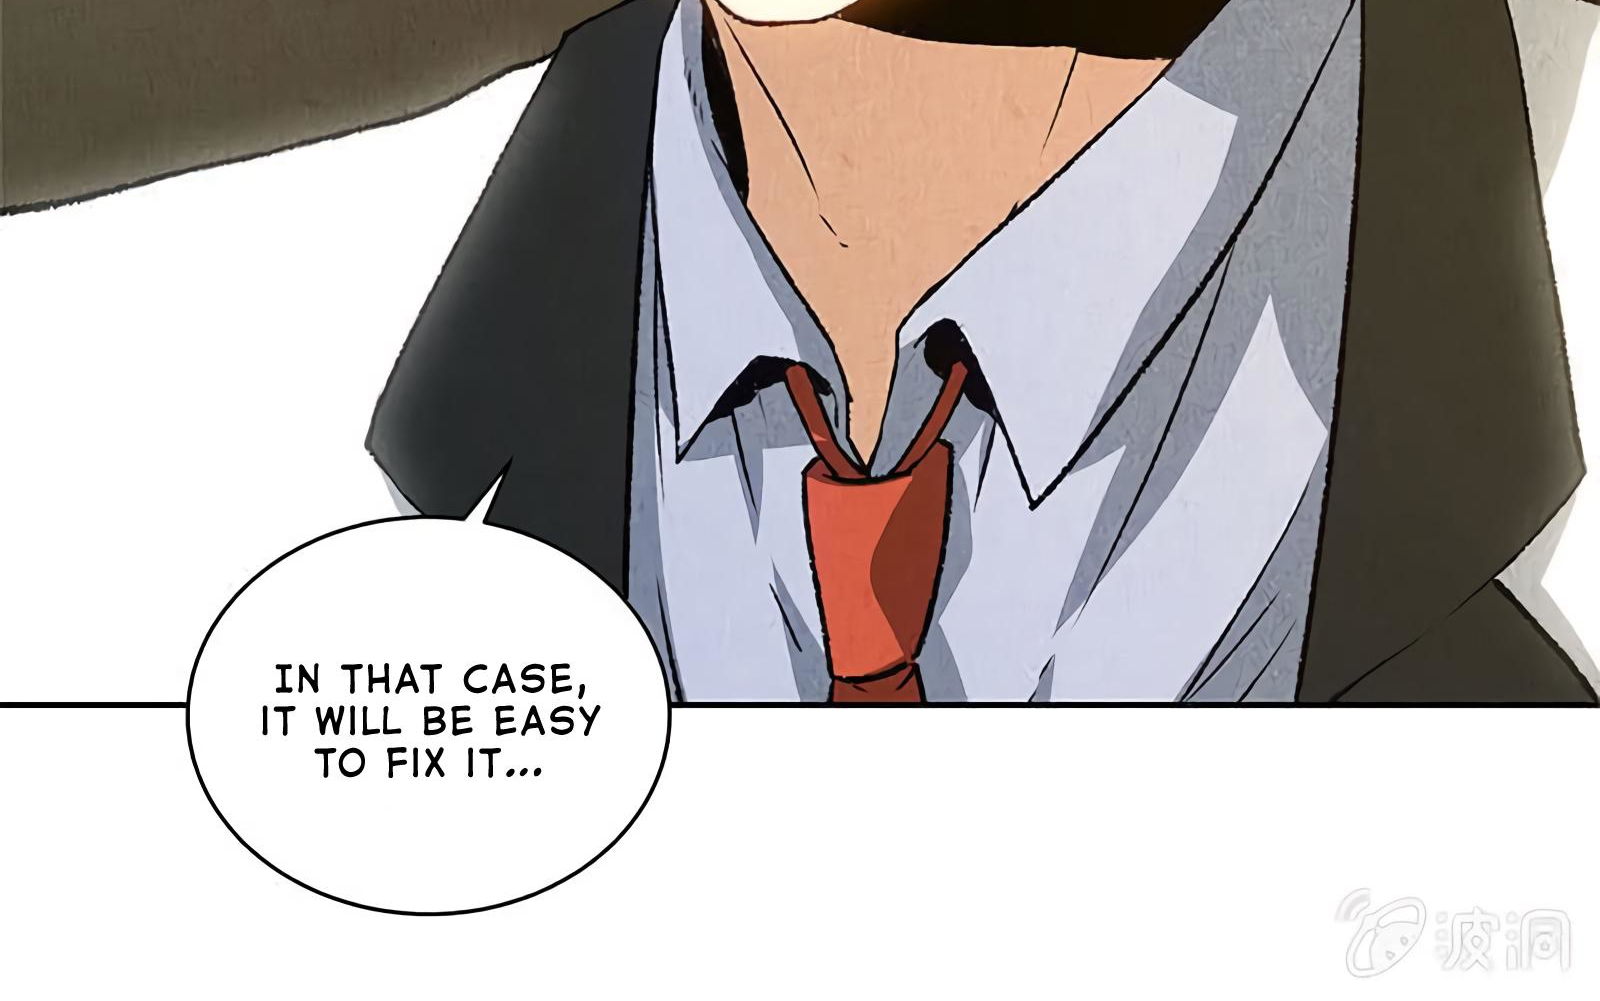 IN THAT CASE,
IT WILL BE EASY
TO FIX IT...
波洞